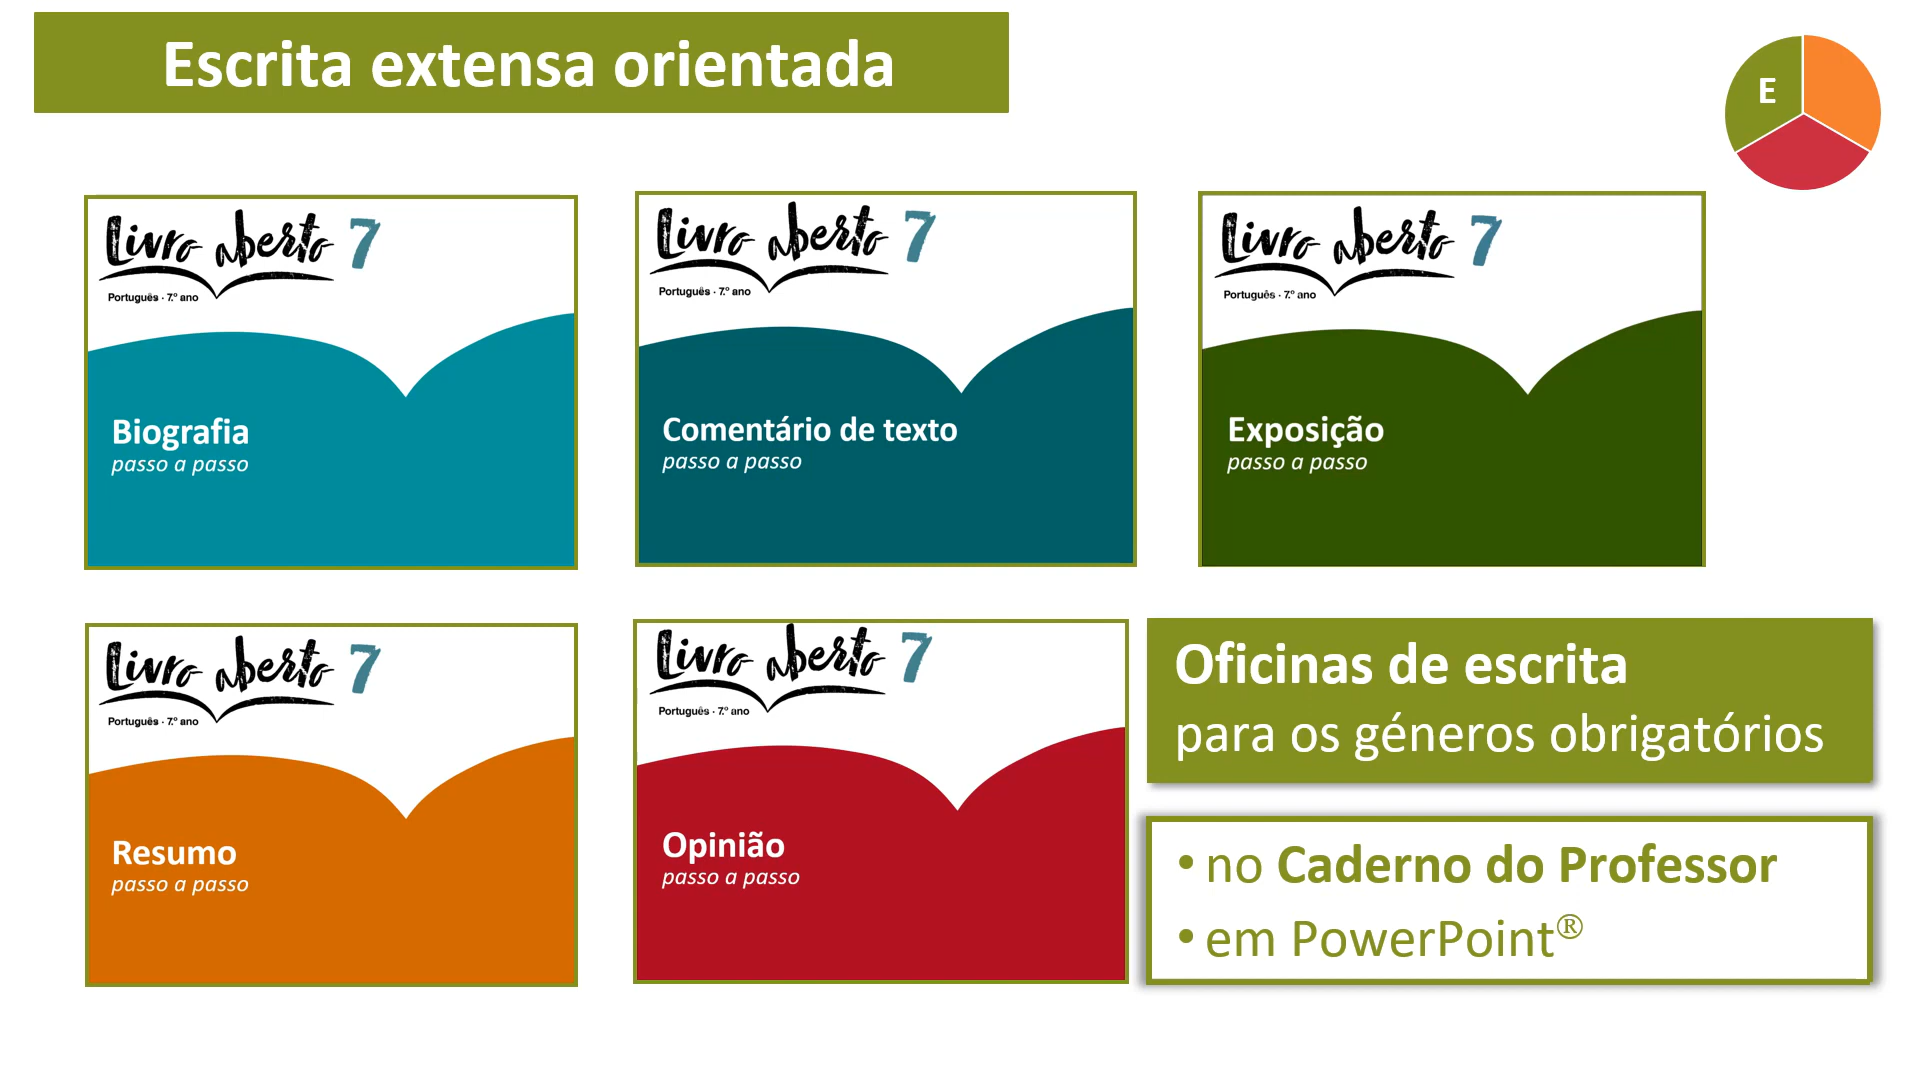 Escrita extensa orientada
E
Livro aberto 7
Português · 7.º ano
Biografia
passo a passo
Livro aberto 7
Português · 7.º ano
Comentário de texto
passo a passo
Livro aberto 7
Português · 7.º ano
Exposição
passo a passo
Livro aberto 7
Português · 7.º ano
Resumo
passo a passo
Livro aberto 7
Português · 7.º ano
Opinião
passo a passo
Oficinas de escrita
para os géneros obrigatórios
• no Caderno do Professor
• em PowerPoint®